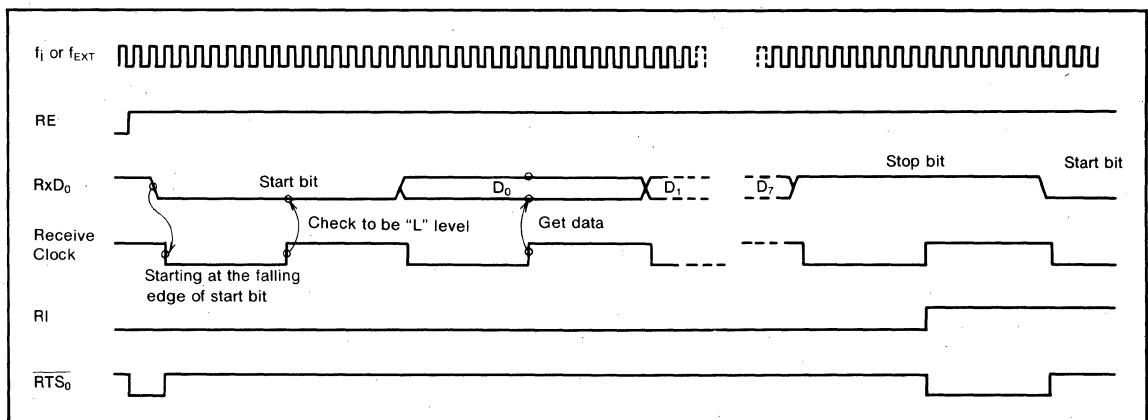 fi or fEXT
RE
RxD0
Start bit
D0
D1
D7
Stop bit
Start bit
Check to be "L" level
Get data
Receive
Clock
Starting at the falling
edge of start bit
RI
RTS0